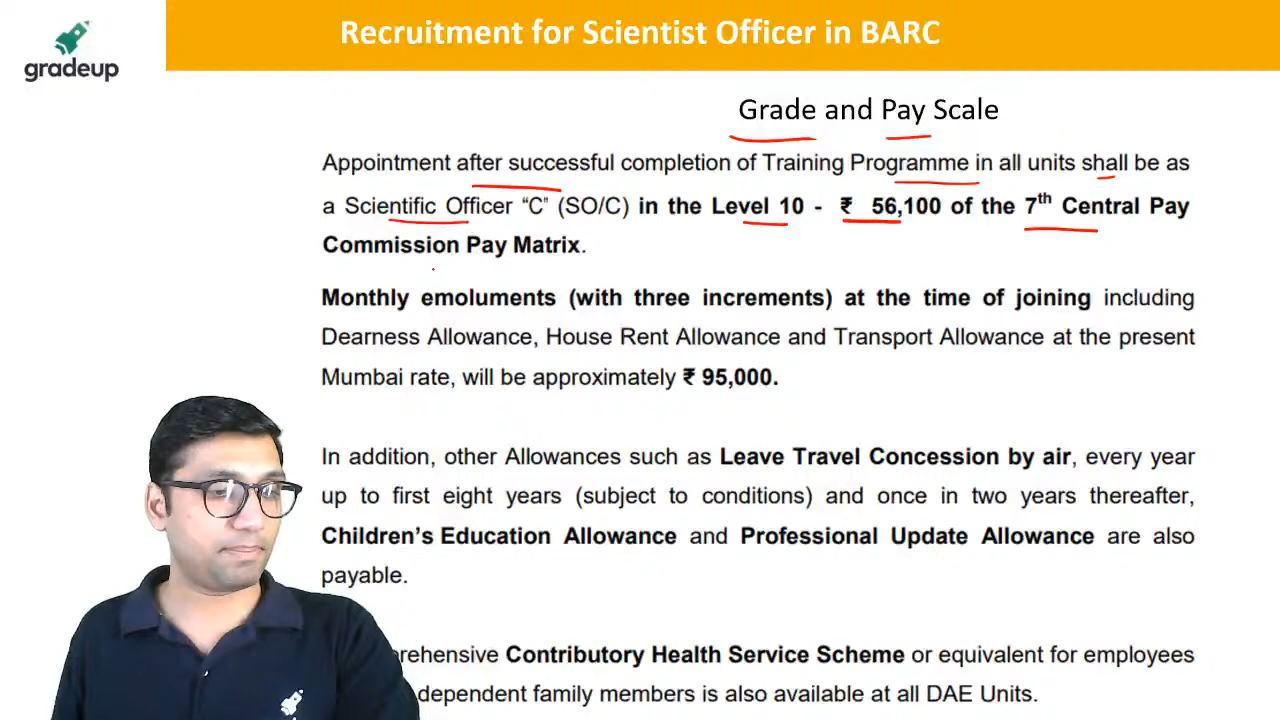 Recruitment for Scientist Officer in BARC
gradeup
Grade and Pay Scale
Appointment after successful completion of Training Programme in all units shall be as
a Scientific Officer “C” (SO/C) in the Level 10 - ₹ 56,100 of the 7th Central Pay
Commission Pay Matrix.
Monthly emoluments (with three increments) at the time of joining including
Dearness Allowance, House Rent Allowance and Transport Allowance at the present
Mumbai rate, will be approximately ₹ 95,000.
In addition, other Allowances such as Leave Travel Concession by air, every year
up to first eight years (subject to conditions) and once in two years thereafter,
Children’s Education Allowance and Professional Update Allowance are also
payable.
Contributory Health Service Scheme or equivalent for employees
dependent family members is also available at all DAE Units.